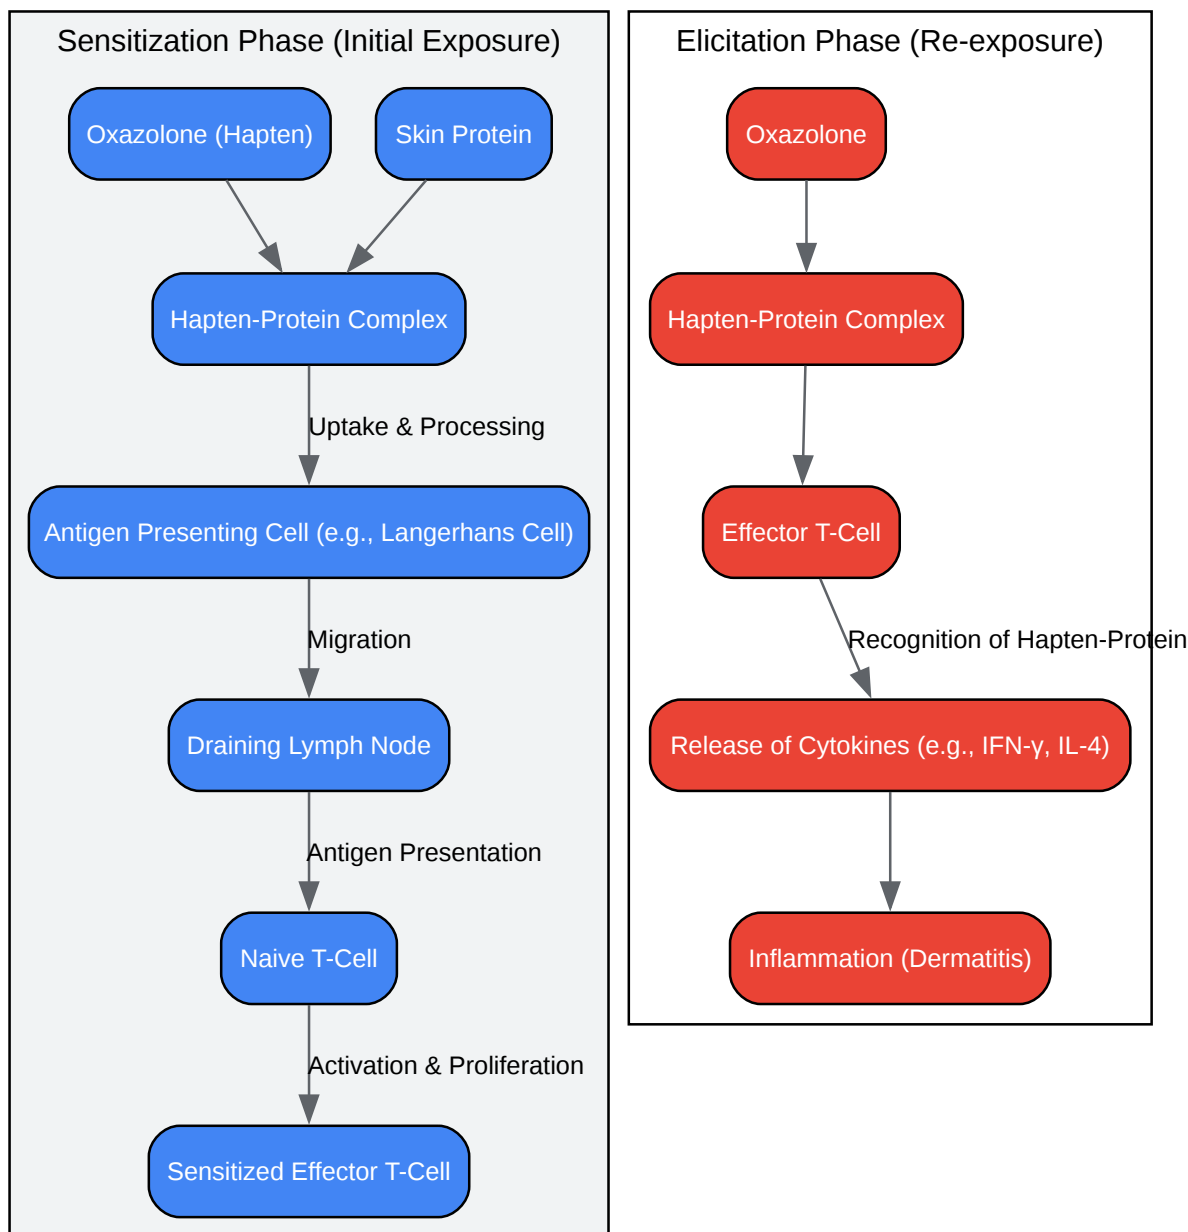 Sensitization Phase (Initial Exposure)
Oxazolone (Hapten)
Skin Protein
Hapten-Protein Complex
Uptake & Processing
Antigen Presenting Cell (e.g., Langerhans Cell)
Migration
Draining Lymph Node
Antigen Presentation
Naive T-Cell
Activation & Proliferation
Sensitized Effector T-Cell
Elicitation Phase (Re-exposure)
Oxazolone
Hapten-Protein Complex
Effector T-Cell
Recognition of Hapten-Protein
Release of Cytokines (e.g., IFN-γ, IL-4)
Inflammation (Dermatitis)